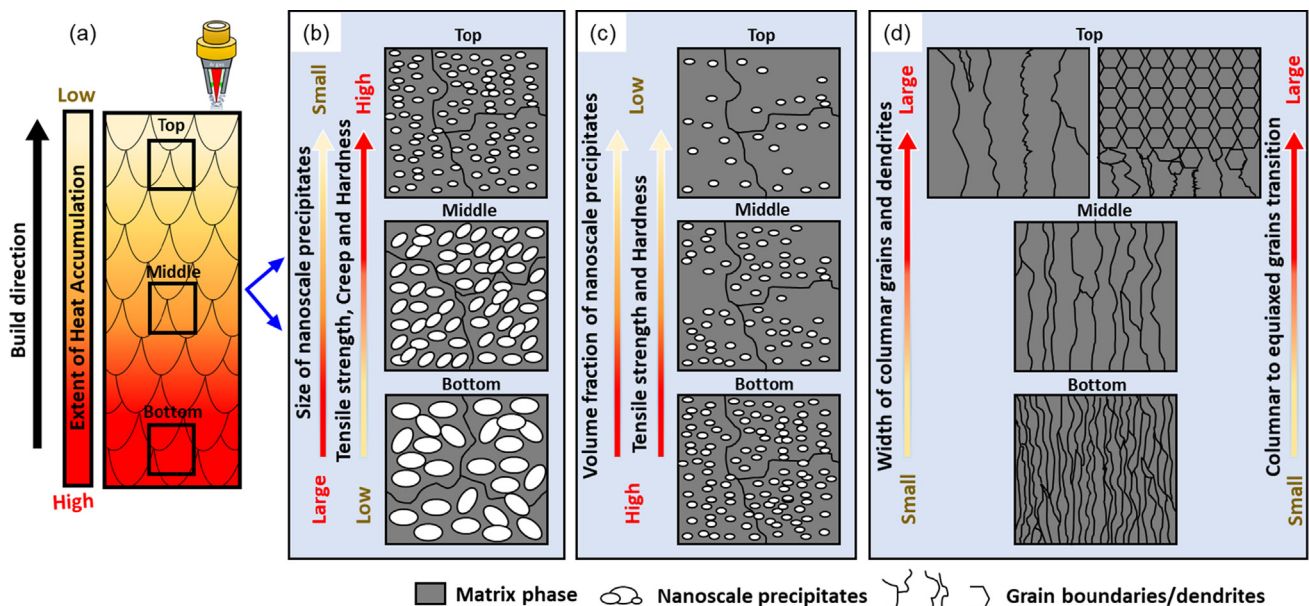 (a)
Low
Build direction
Extent of Heat Accumulation
High
Top
Middle
Bottom
(b)
Small
Size of nanoscale precipitates
Large
High
Tensile strength, Creep and Hardness
Low
Top
Middle
Bottom
(c)
Low
Volume fraction of nanoscale precipitates
Tensile strength and Hardness
High
Top
Middle
Bottom
(d)
Large
Width of columnar grains and dendrites
Small
Top
Middle
Bottom
Large
Columnar to equiaxed grains transition
Small
Matrix phase
Nanoscale precipitates
Grain boundaries/dendrites